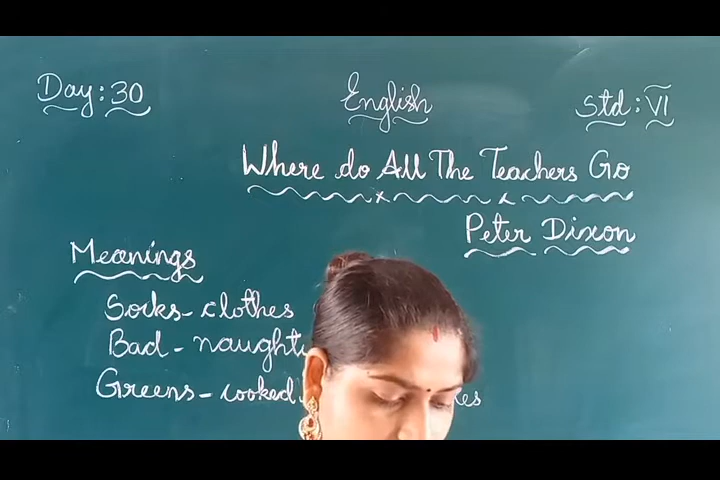 Day: 30 English Std: VI
Where do All The Teachers Go
Peter Dixon
Meanings
Socks - clothes
Bad - naughty
Greens - cooked